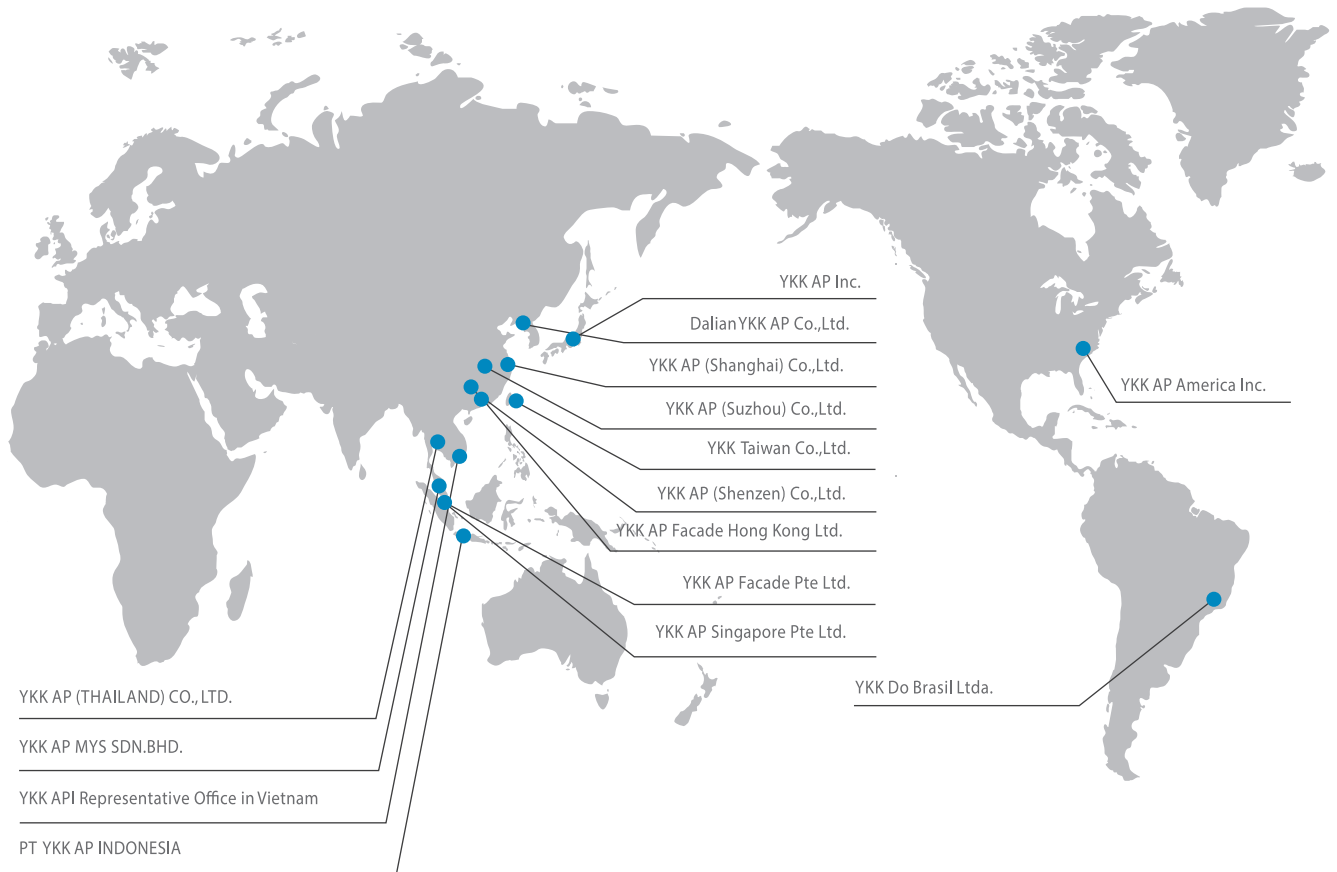 YKK AP Inc.
DalianYKK AP Co.,Ltd.
YKK AP (Shanghai) Co.,Ltd.
YKK AP America Inc.
YKK AP (Suzhou) Co.,Ltd.
YKK Taiwan Co.,Ltd.
YKK AP (Shenzen) Co.,Ltd.
YKK AP Facade Hong Kong Ltd.
YKK AP Facade Pte Ltd.
YKK AP Singapore Pte Ltd.
YKK Do Brasil Ltda.
YKK AP (THAILAND) CO., LTD.
YKK AP MYS SDN.BHD.
YKK API Representative Office in Vietnam
PT YKK AP INDONESIA